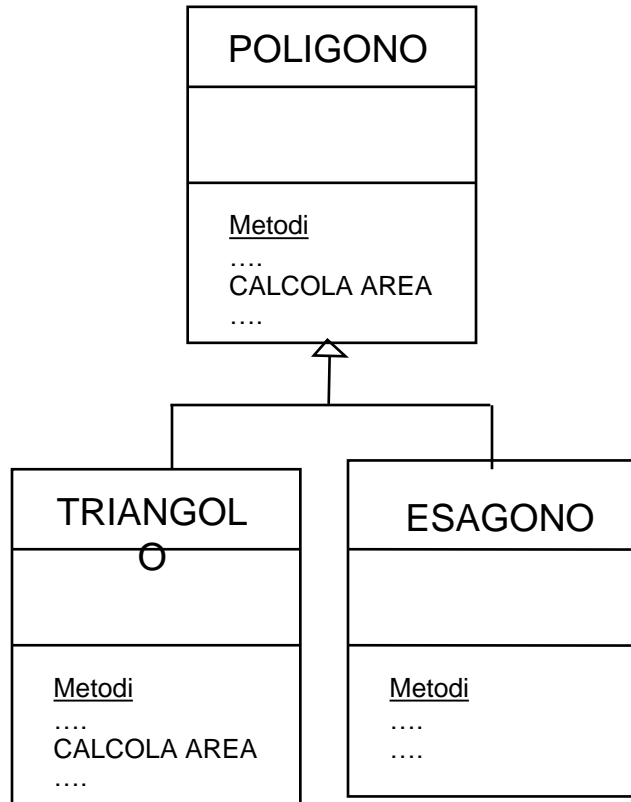 POLIGONO
Metodi
….
CALCOLA AREA
….
TRIANGOL
O
Metodi
….
CALCOLA AREA
….
ESAGONO
Metodi
….
….